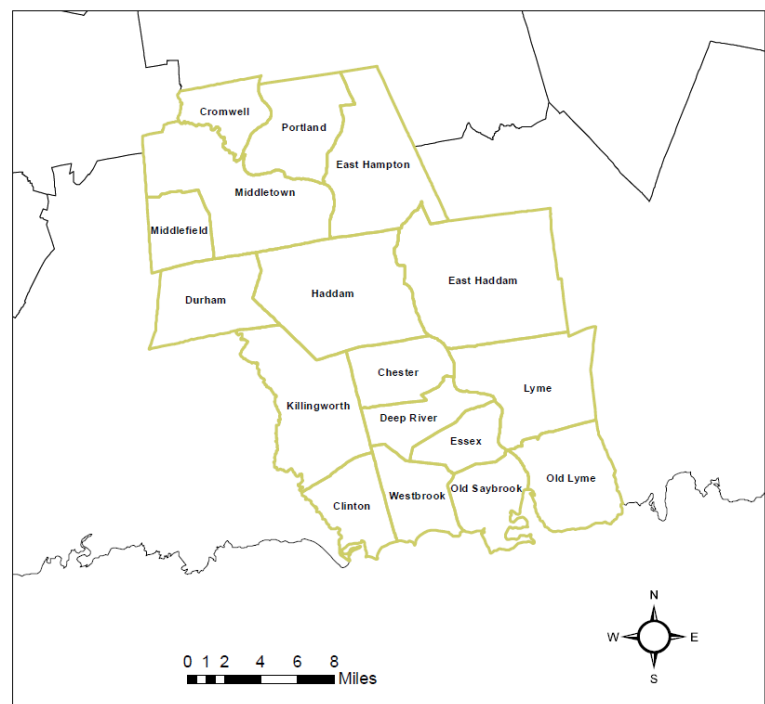 Cromwell
Portland
East Hampton
Middletown
Middlefield
East Haddam
Durham
Haddam
Chester
Lyme
Killingworth
Deep River
Essex
Old Lyme
Old Saybrook
Westbrook
Clinton
N
W E
S
0 1 2 4 6 8
Miles